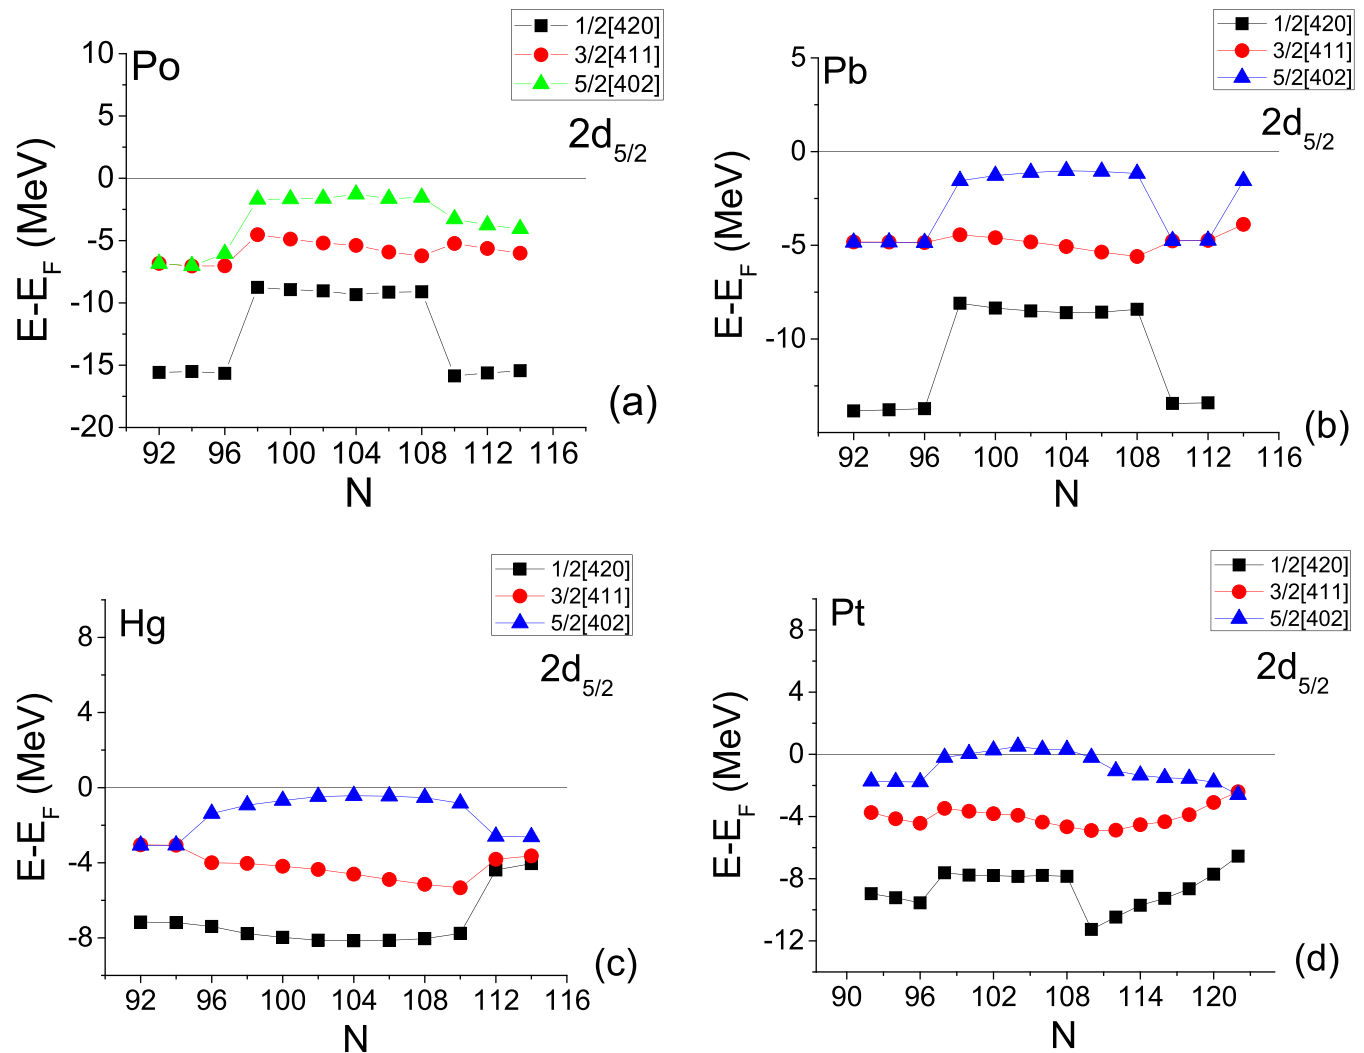 1/2[420]
3/2[411]
5/2[402]
Po
2d5/2
10
5
0
-5
-10
-15
-20
E-EF (MeV)
92 96 100 104 108 112 116
N
(a)
1/2[420]
3/2[411]
5/2[402]
Pb
2d5/2
5
0
-5
-10
E-EF (MeV)
92 96 100 104 108 112 116
N
(b)
1/2[420]
3/2[411]
5/2[402]
Hg
2d5/2
8
4
0
-4
-8
E-EF (MeV)
92 96 100 104 108 112 116
N
(c)
1/2[420]
3/2[411]
5/2[402]
Pt
2d5/2
8
4
0
-4
-8
-12
E-EF (MeV)
90 96 102 108 114 120
N
(d)